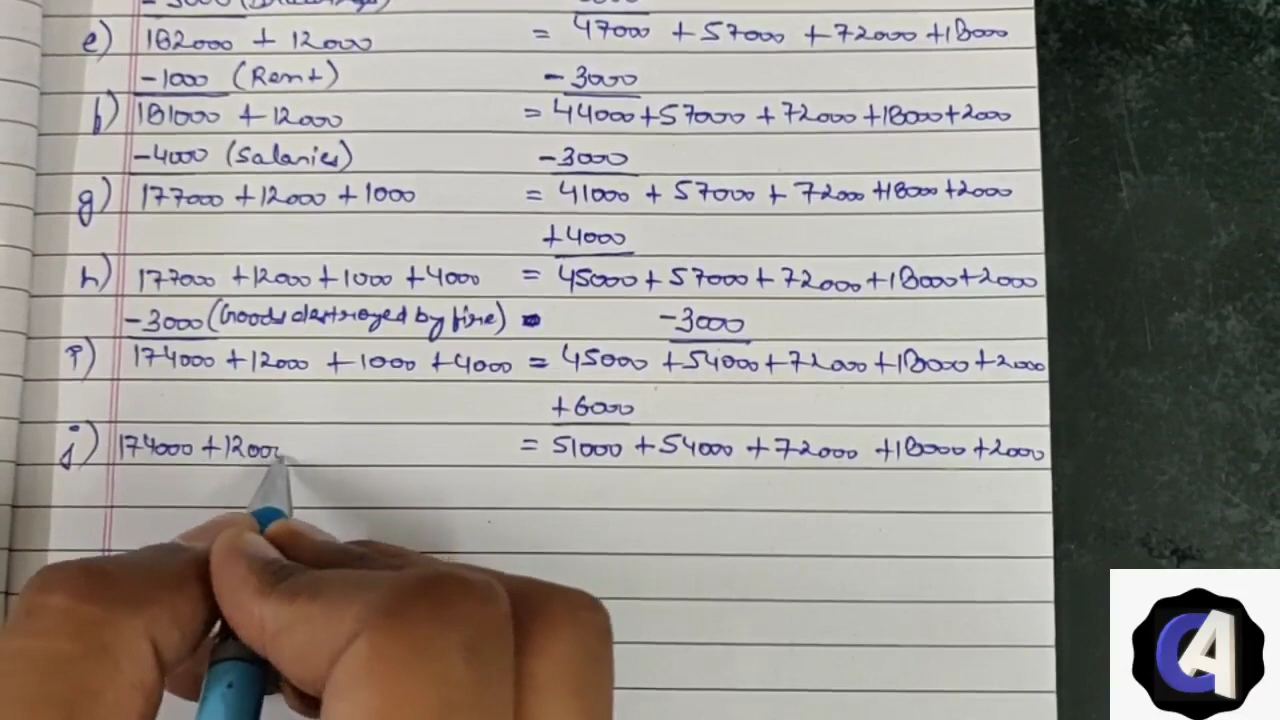 e) 182000 + 12000 = 47000 + 57000 + 72000 + 18000
-1000 (Rent) -3000
f) 181000 + 12000 = 44000 + 57000 + 72000 + 18000 + 2000
-4000 (Salaries) -3000
g) 177000 + 12000 + 1000 = 41000 + 57000 + 72000 + 18000 + 2000
+4000
h) 177000 + 12000 + 1000 + 4000 = 45000 + 57000 + 72000 + 18000 + 2000
-3000 (Goods destroyed by fire) -3000
i) 174000 + 12000 + 1000 + 4000 = 45000 + 54000 + 72000 + 18000 + 2000
+6000
j) 174000 + 12000 = 51000 + 54000 + 72000 + 18000 + 2000
CA